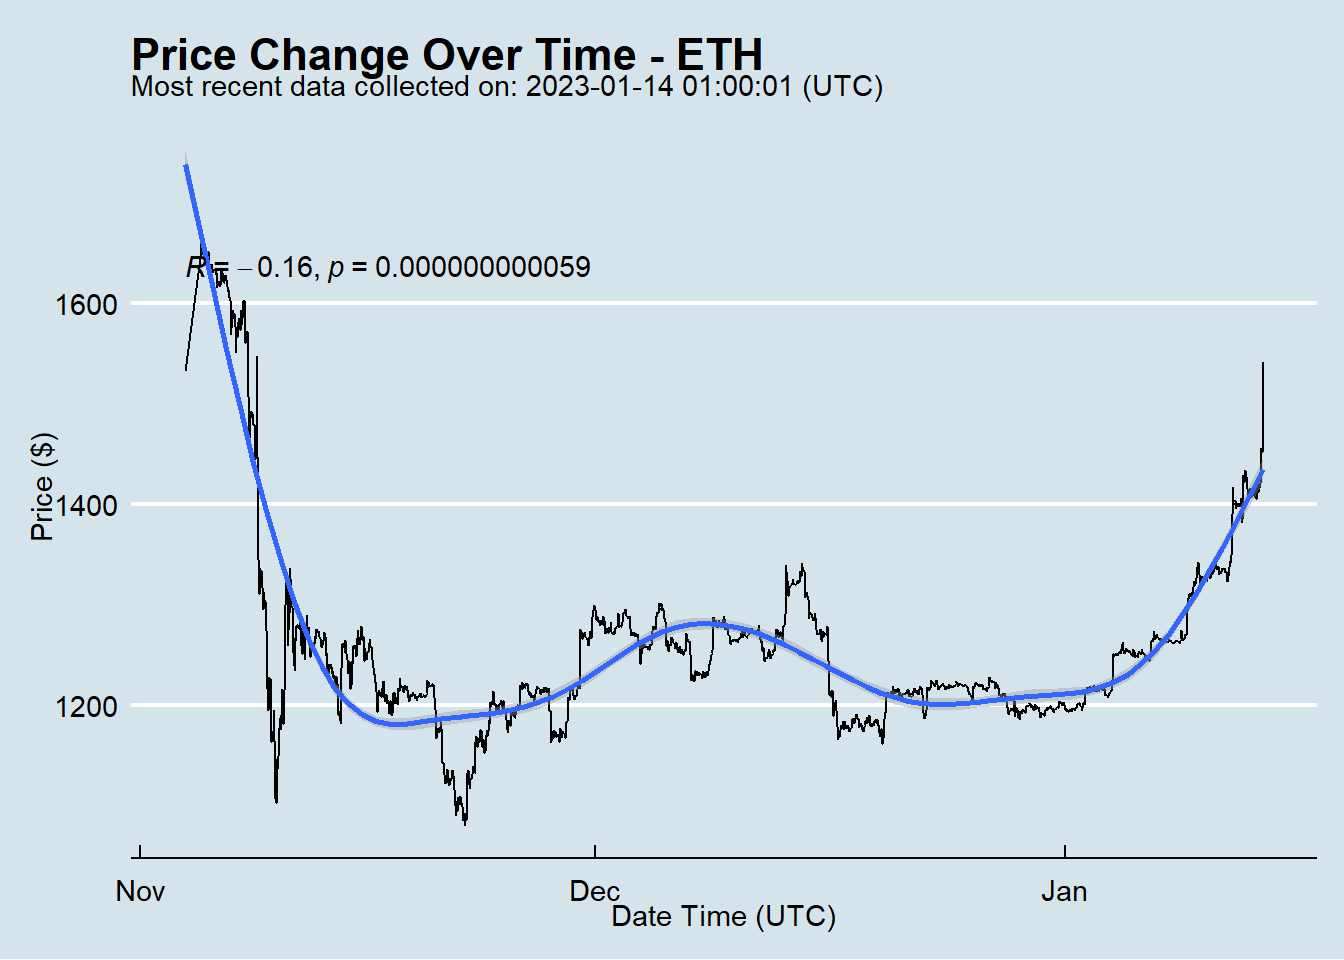 Price Change Over Time - ETH
Most recent data collected on: 2023-01-14 01:00:01 (UTC)
R = −0.16, p = 0.000000000059
1600
1400
1200
Price ($)
Nov
Dec
Jan
Date Time (UTC)